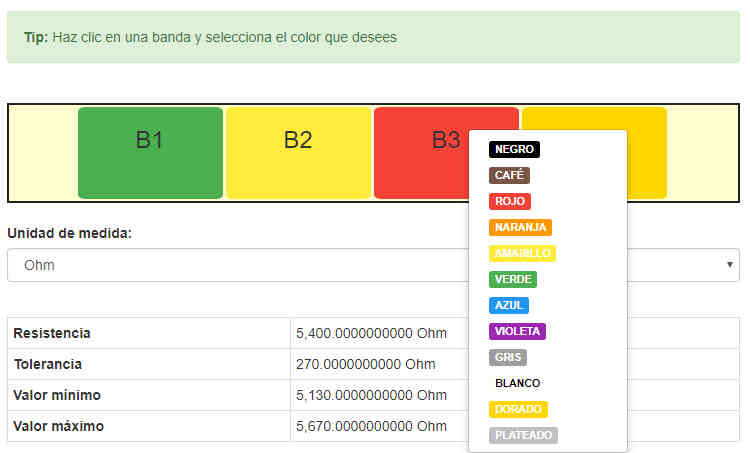 Tip: Haz clic en una banda y selecciona el color que desees
B1 B2 B3
NEGRO
CAFÉ
ROJO
NARANJA
AMARILLO
VERDE
AZUL
VIOLETA
GRIS
BLANCO
DORADO
PLATEADO
Unidad de medida:
Ohm
Resistencia 5,400.0000000000 Ohm
Tolerancia 270.0000000000 Ohm
Valor mínimo 5,130.0000000000 Ohm
Valor máximo 5,670.0000000000 Ohm